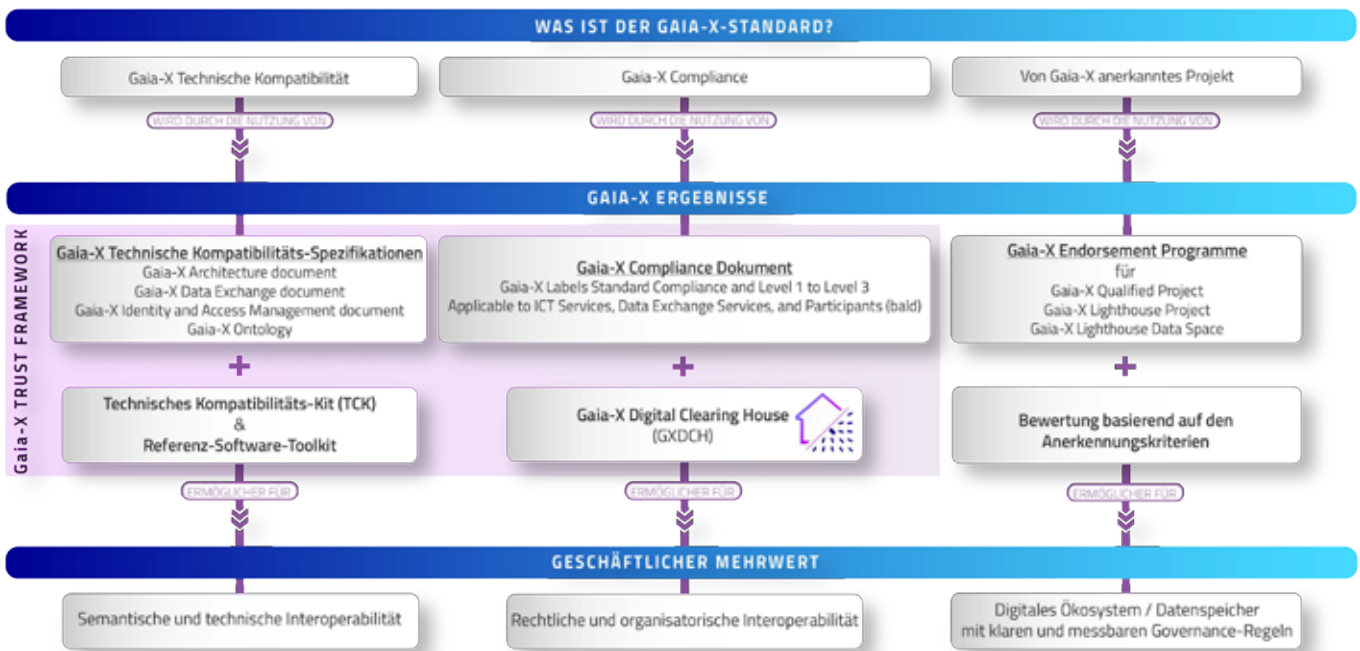 WAS IST DER GAIA-X-STANDARD?
Gaia-X Technische Kompatibilität
Gaia-X Compliance
Von Gaia-X anerkanntes Projekt
WIRD DURCH DIE NUTZUNG VON
WIRD DURCH DIE NUTZUNG VON
WIRD DURCH DIE NUTZUNG VON
GAIA-X ERGEBNISSE
Gaia-X TRUST FRAMEWORK
Gaia-X Technische Kompatibilitäts-Spezifikationen
Gaia-X Architecture document
Gaia-X Data Exchange document
Gaia-X Identity and Access Management document
Gaia-X Ontology
Gaia-X Compliance Dokument
Gaia-X Labels Standard Compliance and Level 1 to Level 3
Applicable to ICT Services, Data Exchange Services, and Participants (bald)
Gaia-X Endorsement Programme
für
Gaia-X Qualified Project
Gaia-X Lighthouse Project
Gaia-X Lighthouse Data Space
+
+
+
Technisches Kompatibilitäts-Kit (TCK)
&
Referenz-Software-Toolkit
Gaia-X Digital Clearing House
(GXDCH)
Bewertung basierend auf den
Anerkennungskriterien
ERMÖGLICHER FÜR
ERMÖGLICHER FÜR
ERMÖGLICHER FÜR
GESCHÄFTLICHER MEHRWERT
Semantische und technische Interoperabilität
Rechtliche und organisatorische Interoperabilität
Digitales Ökosystem / Datenspeicher
mit klaren und messbaren Governance-Regeln